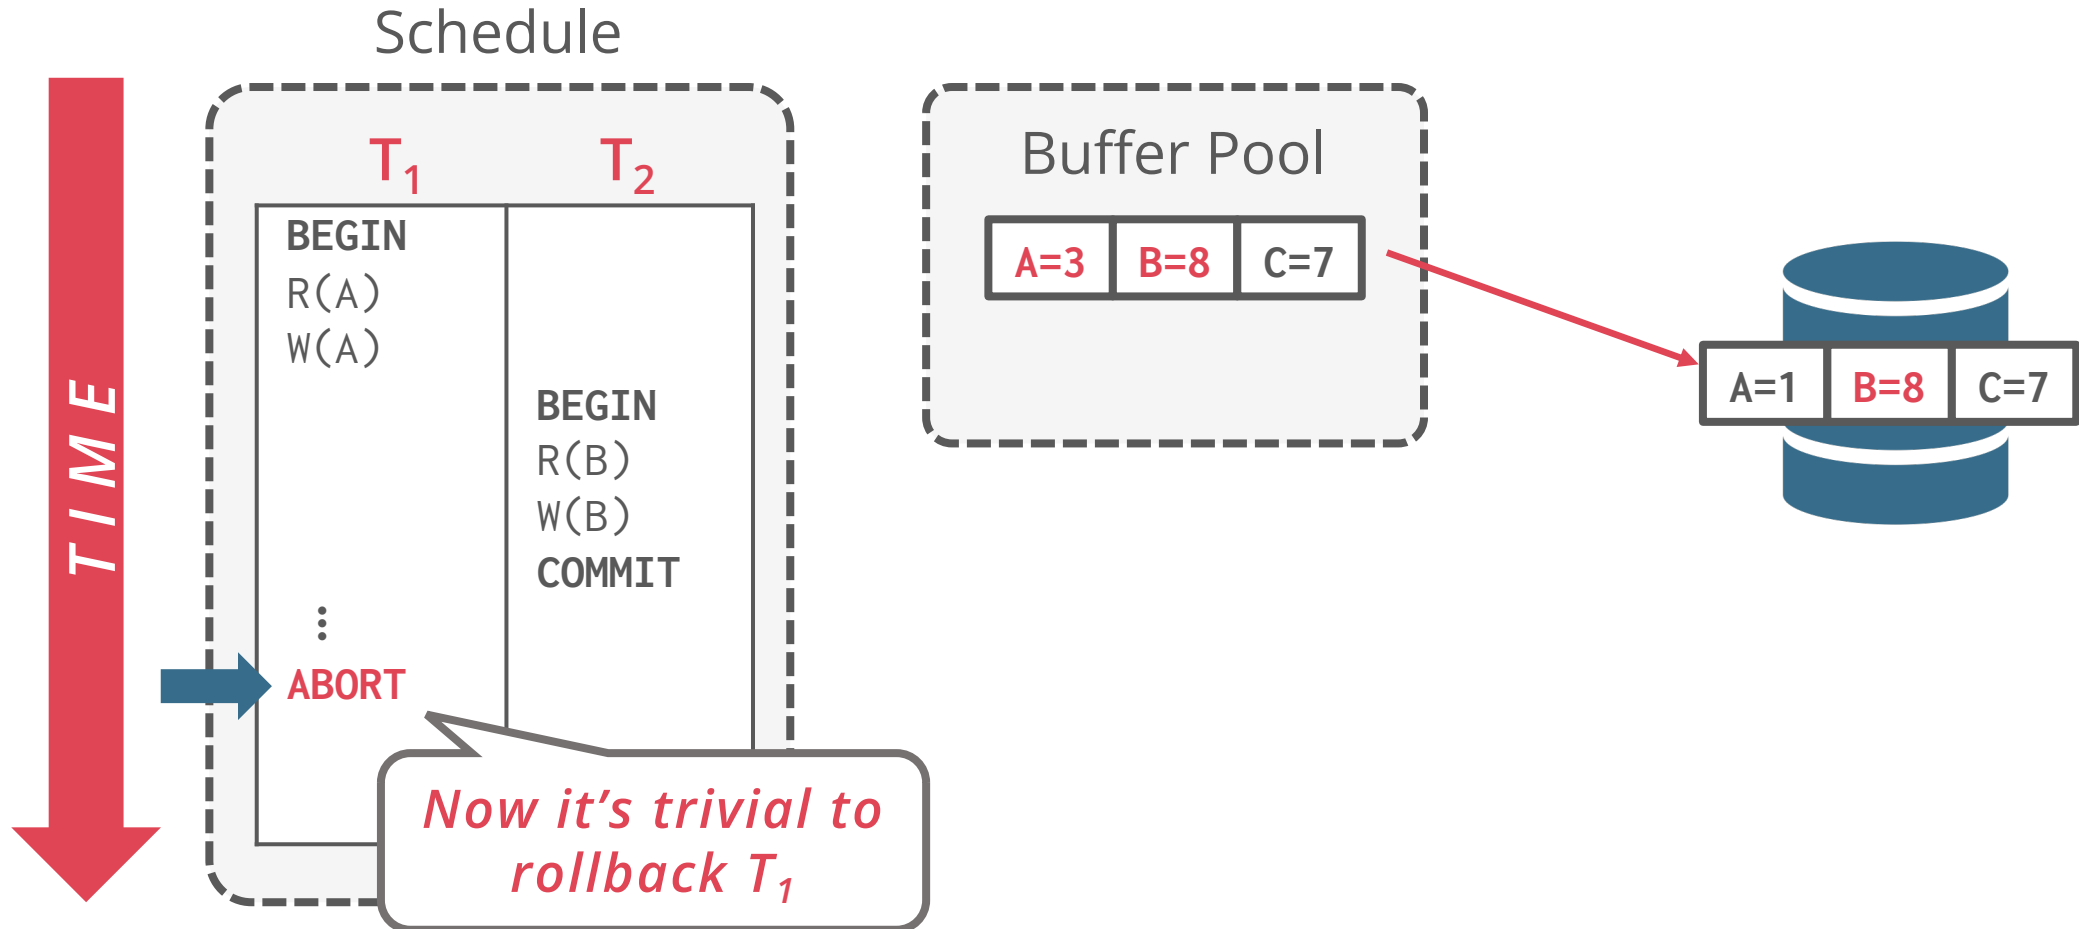 Schedule
TIME
T1 T2
BEGIN
R(A)
W(A)
BEGIN
R(B)
W(B)
COMMIT
⋮
ABORT
Now it’s trivial to
rollback T1
Buffer Pool
A=3 B=8 C=7
A=1 B=8 C=7